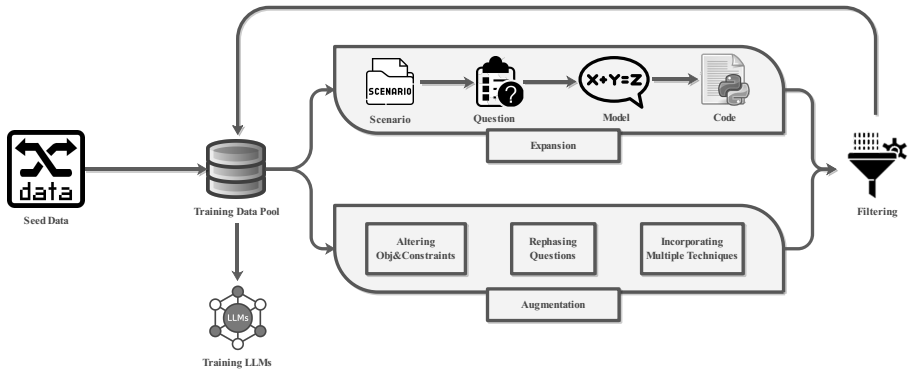 SCENARIO
X+Y=Z
Scenario
Question
?
Model
Code
Expansion
data
Seed Data
Training Data Pool
Filtering
Altering
Obj&Constraints
Rephasing
Questions
Incorporating
Multiple Techniques
Augmentation
LLMs
Training LLMs